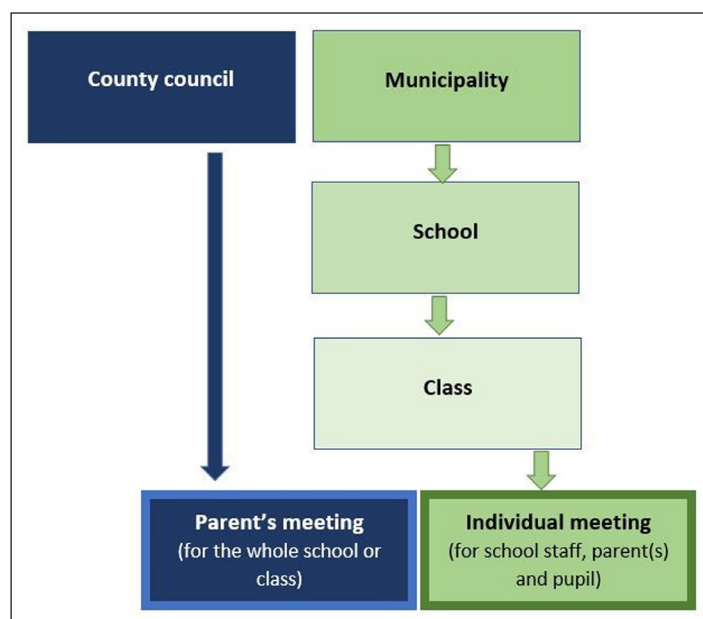 County council
Municipality
School
Class
Parent’s meeting
(for the whole school or
class)
Individual meeting
(for school staff, parent(s)
and pupil)